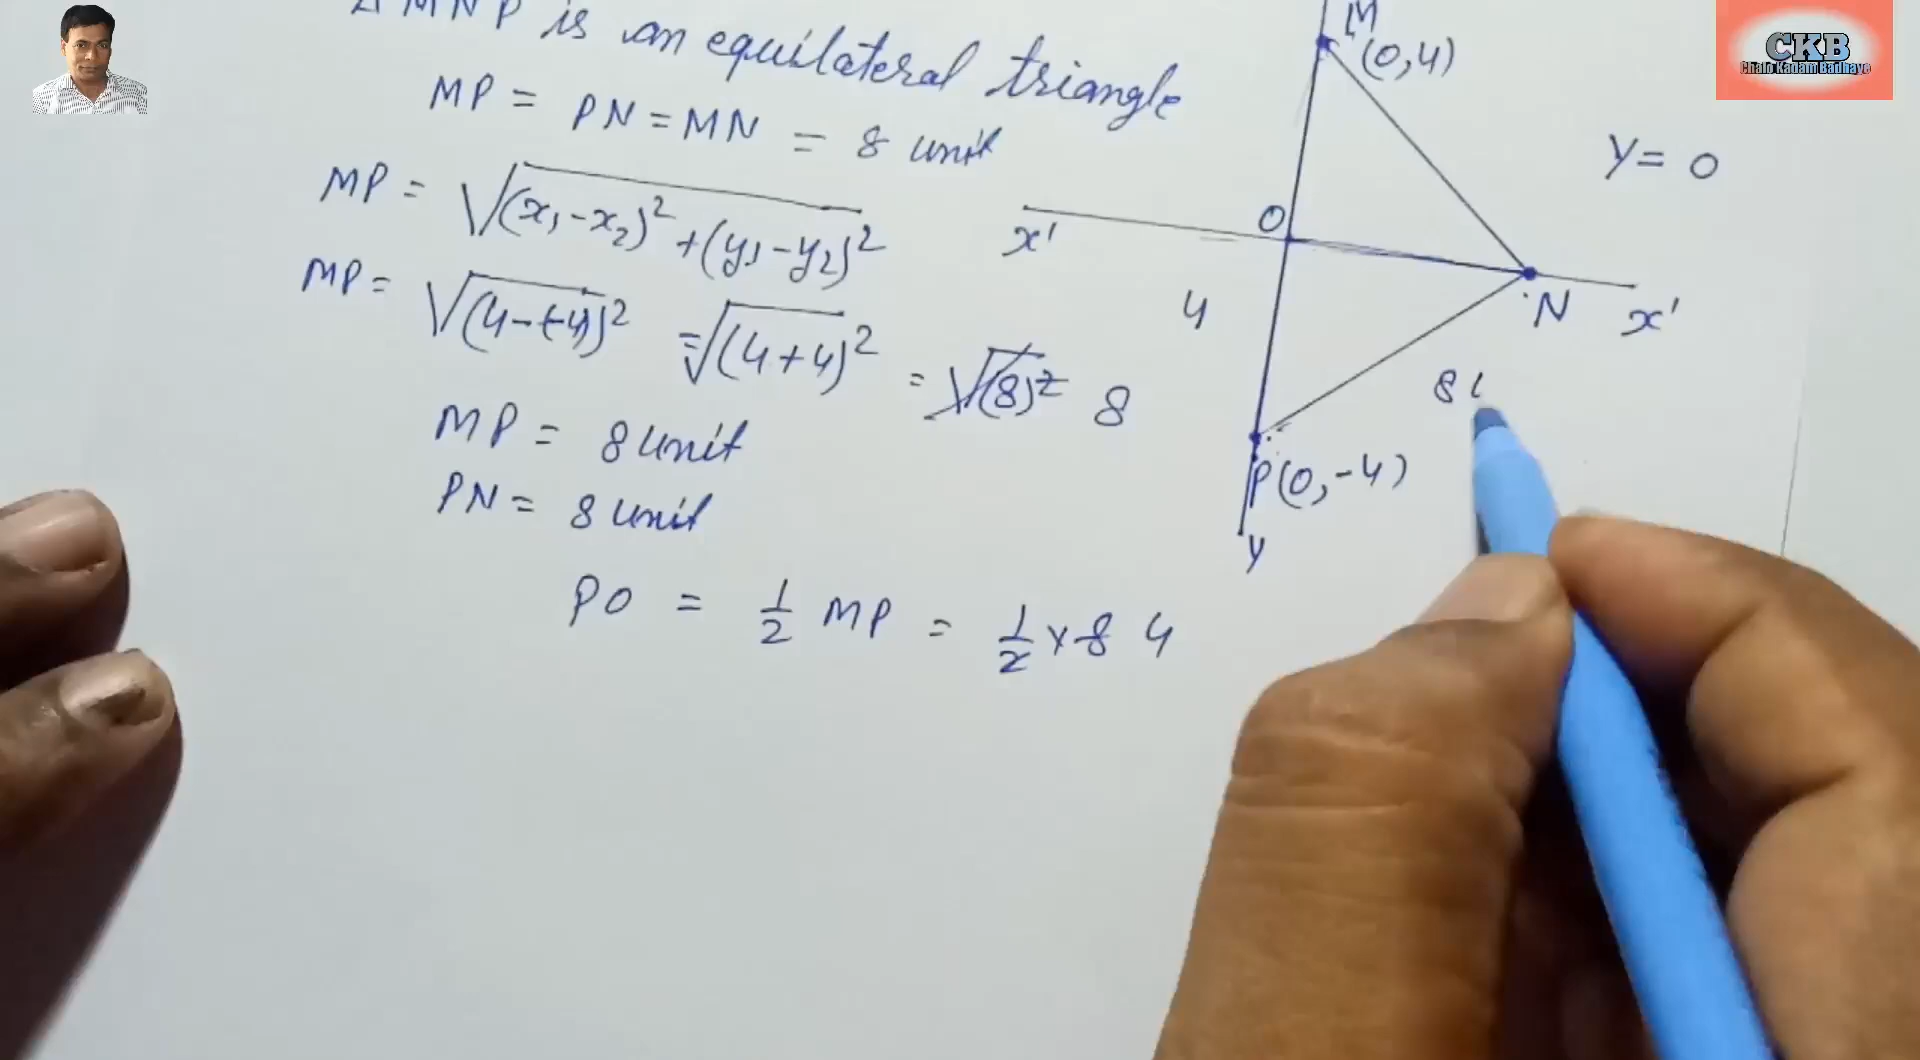 Δ MNP is an equilateral triangle
MP = PN = MN = 8 unit
MP = √(x₁-x₂)² + (y₁-y₂)²
MP = √(4-(-4))² = √(4+4)² = √(8)² 8
MP = 8 unit
PN = 8 unit
PO = 1/2 MP = 1/2 x 8 4
M
(0,4)
Y = 0
O
x'
N
x'
4
8
P(0,-4)
Y
CKB
Chalo Kadam Badhaye